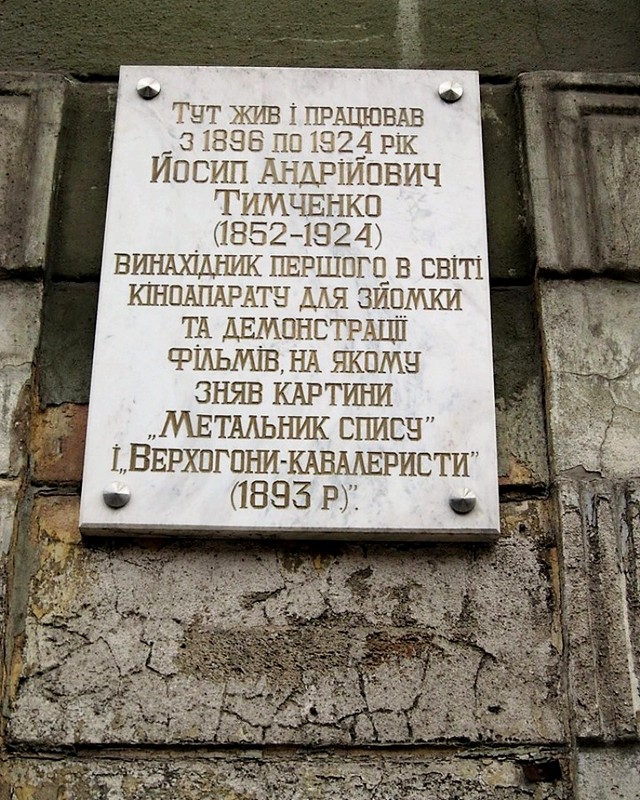 Тут жив і працював
з 1896 по 1924 рік
Йосип Андрійович
Тимченко
(1852-1924)
винахідник першого в світі
кіноапарату для зйомки
та демонстрації
фільмів, на якому
зняв картини
„Метальник спису”
і „Верхогони-кавалеристи”
(1893 р.)”.